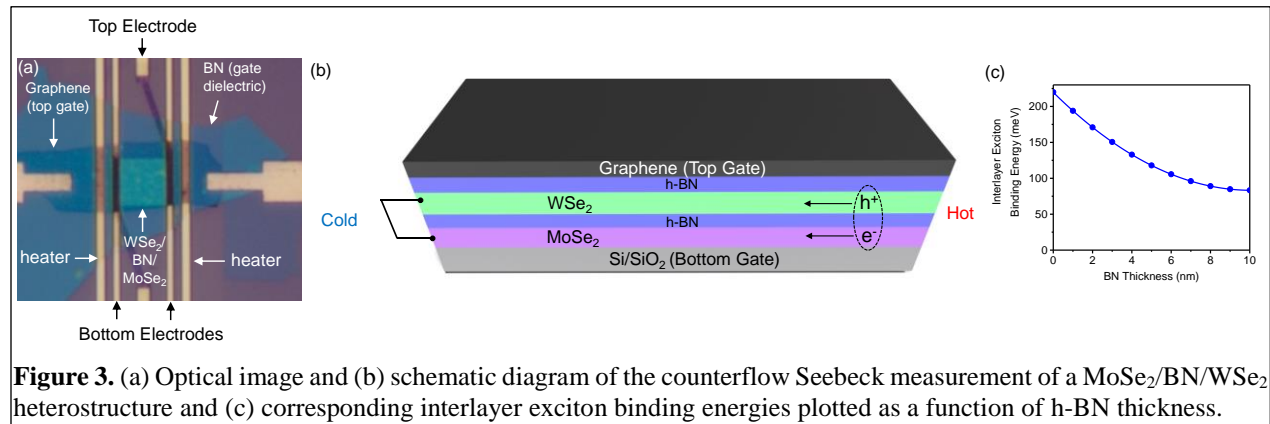 Top Electrode
(a)
Graphene
(top gate)
BN (gate
dielectric)
WSe₂/
BN/
MoSe₂
heater
heater
Bottom Electrodes
(b)
Graphene (Top Gate)
h-BN
WSe₂
h⁺
h-BN
MoSe₂
e⁻
Si/SiO₂ (Bottom Gate)
Cold
Hot
(c)
Interlayer Exciton
Binding Energy (meV)
200
150
100
50
0
0 2 4 6 8 10
BN Thickness (nm)
Figure 3. (a) Optical image and (b) schematic diagram of the counterflow Seebeck measurement of a MoSe₂/BN/WSe₂
heterostructure and (c) corresponding interlayer exciton binding energies plotted as a function of h-BN thickness.